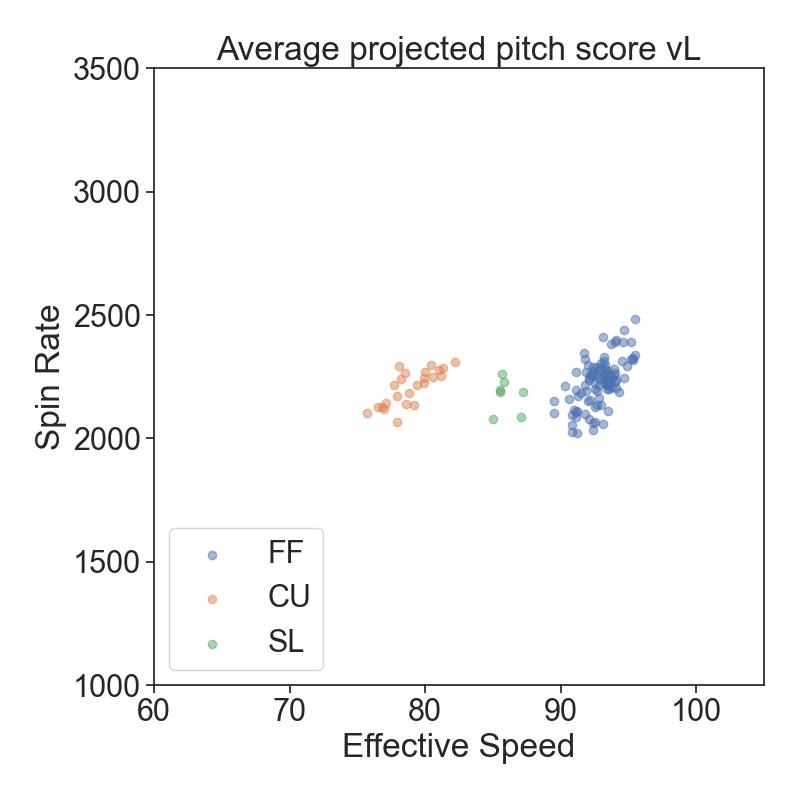 Average projected pitch score vL
3500
3000
2500
2000
1500
1000
Spin Rate
FF
CU
SL
60 70 80 90 100
Effective Speed